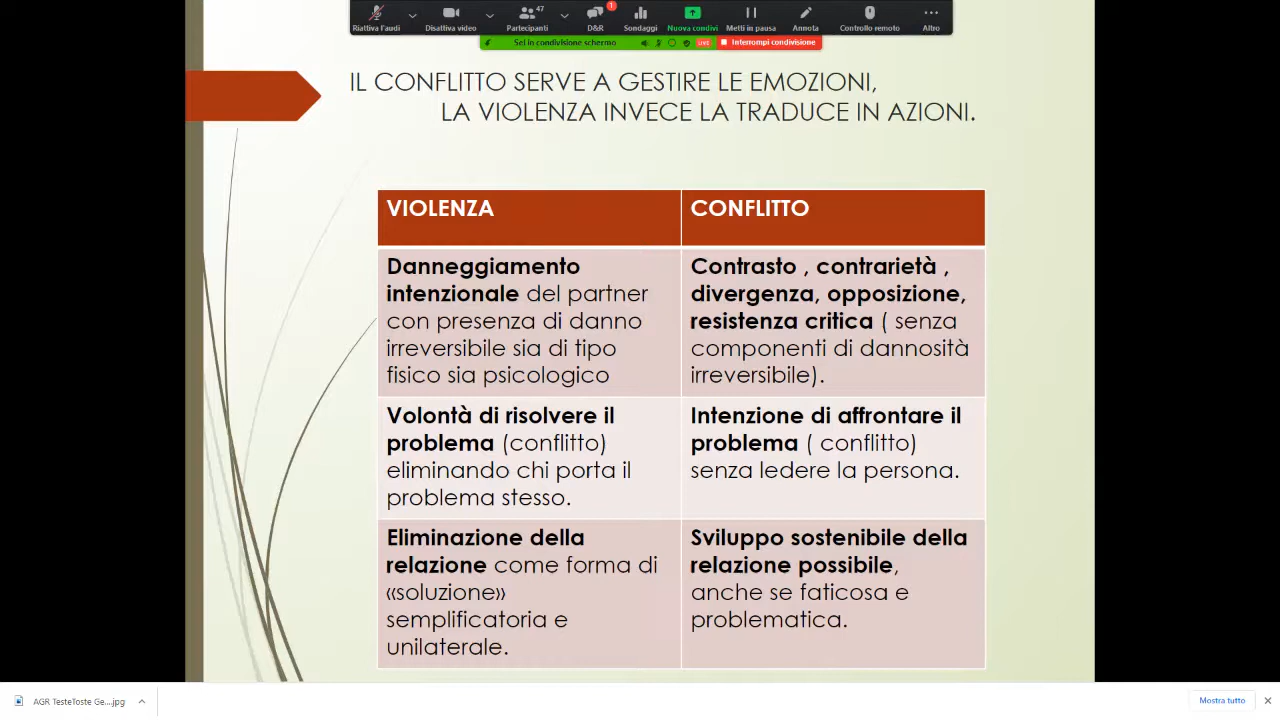 47
1
Riattiva l'audi
Disattiva video
Partecipanti
D&R
Sondaggi
Nuova condivi
Metti in pausa
Annota
Controllo remoto
Altro
Sei in condivisione schermo
LIVE
Interrompi condivisione
IL CONFLITTO SERVE A GESTIRE LE EMOZIONI,
LA VIOLENZA INVECE LA TRADUCE IN AZIONI.
VIOLENZA
CONFLITTO
Danneggiamento
intenzionale del partner
con presenza di danno
irreversibile sia di tipo
fisico sia psicologico
Contrasto , contrarietà ,
divergenza, opposizione,
resistenza critica ( senza
componenti di dannosità
irreversibile).
Volontà di risolvere il
problema (conflitto)
eliminando chi porta il
problema stesso.
Intenzione di affrontare il
problema ( conflitto)
senza ledere la persona.
Eliminazione della
relazione come forma di
«soluzione»
semplificatoria e
unilaterale.
Sviluppo sostenibile della
relazione possibile,
anche se faticosa e
problematica.
AGR TesteToste Ge....jpg
Mostra tutto